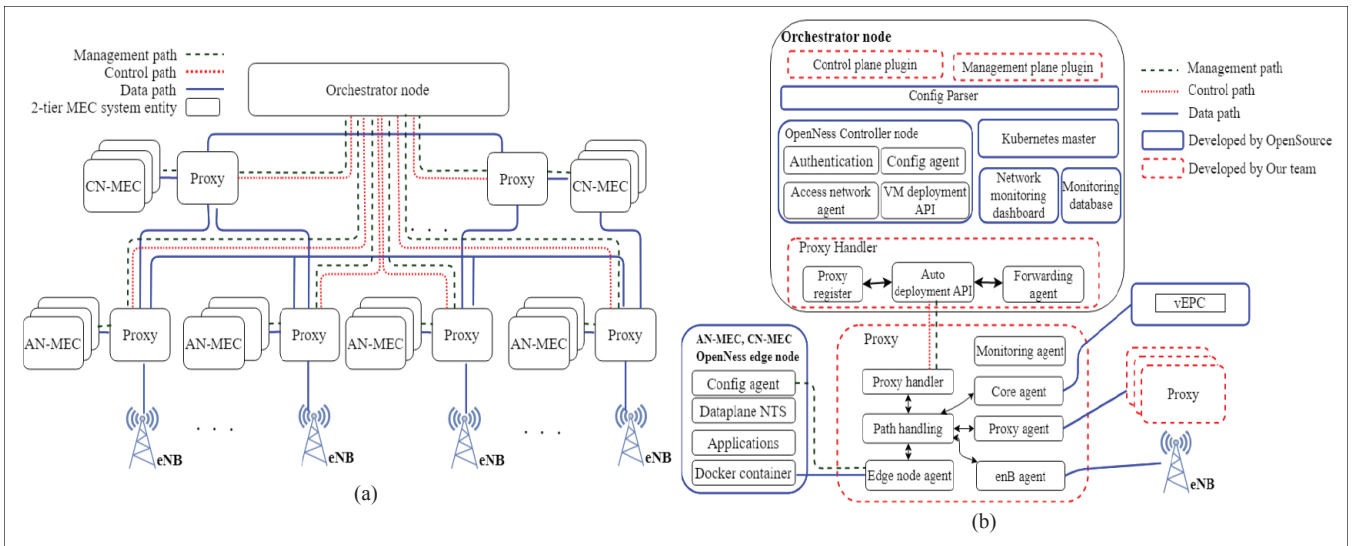 Management path
Control path
Data path
2-tier MEC system entity
Orchestrator node
CN-MEC
Proxy
Proxy
CN-MEC
. . .
AN-MEC
Proxy
AN-MEC
Proxy
AN-MEC
Proxy
AN-MEC
Proxy
. . .
. . .
eNB
eNB
eNB
eNB
(a)
Orchestrator node
Control plane plugin
Management plane plugin
Config Parser
OpenNess Controller node
Authentication
Config agent
Access network
agent
VM deployment
API
Kubernetes master
Network
monitoring
dashboard
Monitoring
database
Proxy Handler
Proxy
register
Auto
deployment API
Forwarding
agent
Management path
Control path
Data path
Developed by OpenSource
Developed by Our team
vEPC
AN-MEC, CN-MEC
OpenNess edge node
Config agent
Dataplane NTS
Applications
Docker container
Proxy
Monitoring agent
Proxy handler
Core agent
Path handling
Proxy agent
Edge node agent
enB agent
Proxy
eNB
(b)